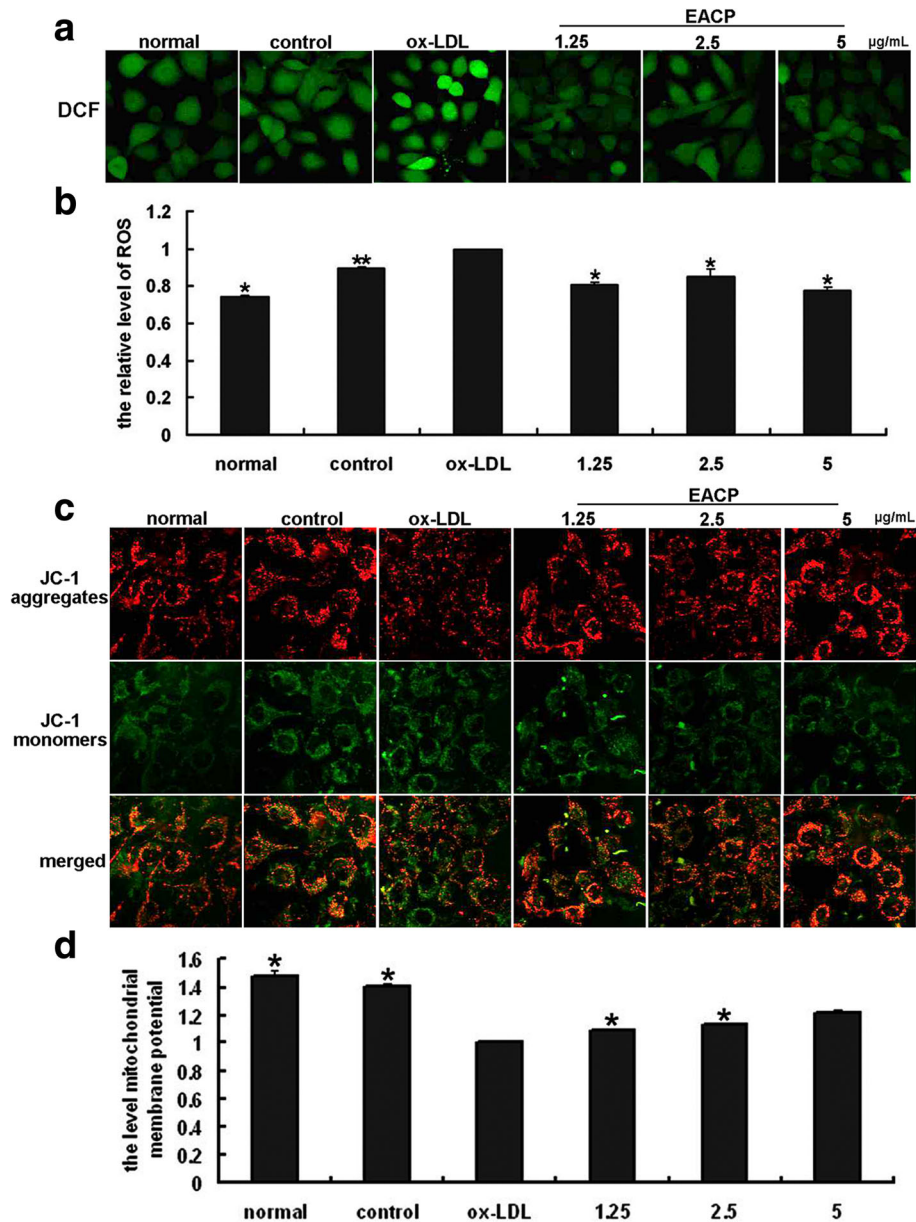 a
EACP
normal control ox-LDL 1.25 2.5 5 µg/mL
DCF
b
the relative level of ROS
1.2
1
0.8
0.6
0.4
0.2
0
* ** * * *
normal control ox-LDL 1.25 2.5 5
c
EACP
normal control ox-LDL 1.25 2.5 5 µg/mL
JC-1
aggregates
JC-1
monomers
merged
d
the level mitochondrial
membrane potential
1.6
1.4
1.2
1
0.8
0.6
0.4
0.2
0
* * * *
normal control ox-LDL 1.25 2.5 5